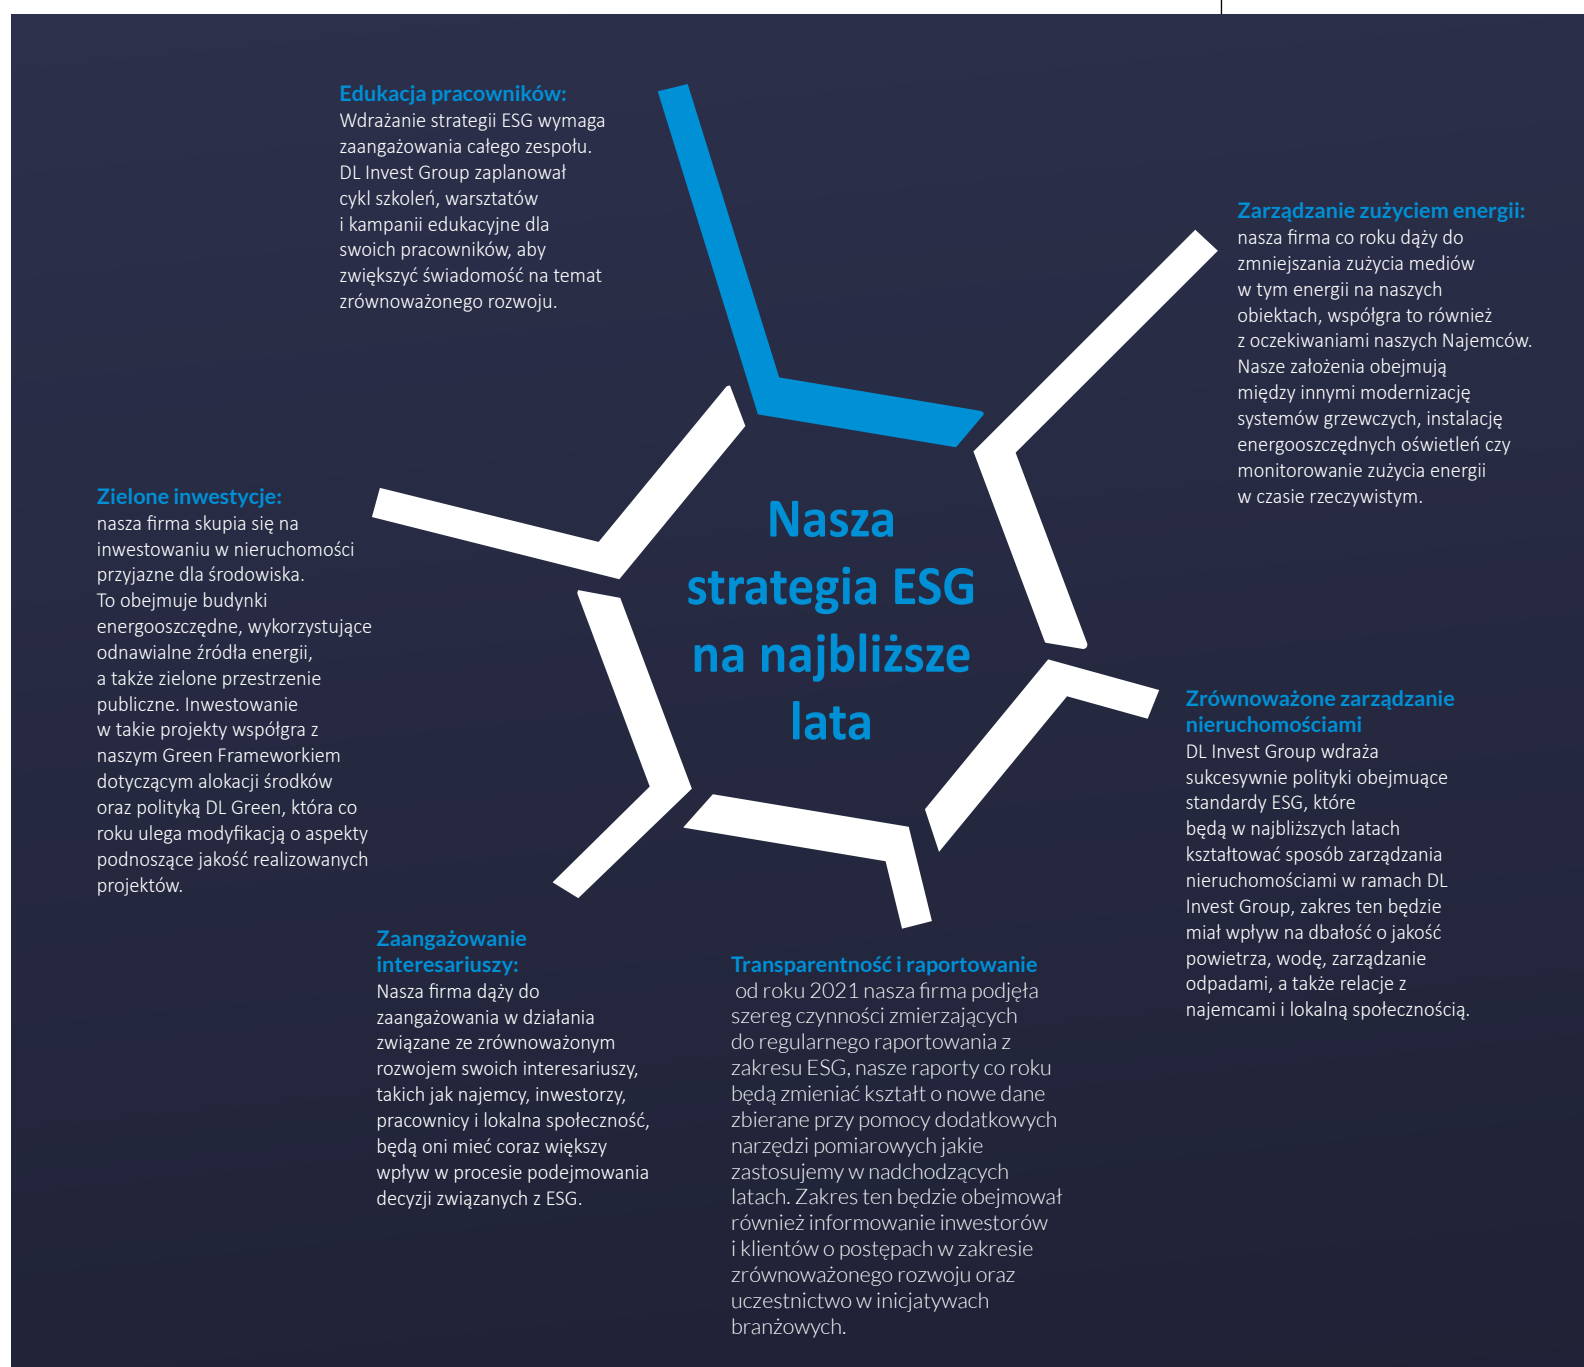 Edukacja pracowników:
Wdrażanie strategii ESG wymaga
zaangażowania całego zespołu.
DL Invest Group zaplanował
cykl szkoleń, warsztatów
i kampanii edukacyjne dla
swoich pracowników, aby
zwiększyć świadomość na temat
zrównoważonego rozwoju.
Zarządzanie zużyciem energii:
nasza firma co roku dąży do
zmniejszania zużycia mediów
w tym energii na naszych
obiektach, współgra to również
z oczekiwaniami naszych Najemców.
Nasze założenia obejmują
między innymi modernizację
systemów grzewczych, instalację
energooszczędnych oświetleń czy
monitorowanie zużycia energii
w czasie rzeczywistym.
Nasza
strategia ESG
na najbliższe
lata
Zielone inwestycje:
nasza firma skupia się na
inwestowaniu w nieruchomości
przyjazne dla środowiska.
To obejmuje budynki
energooszczędne, wykorzystujące
odnawialne źródła energii,
a także zielone przestrzenie
publiczne. Inwestowanie
w takie projekty współgra z
naszym Green Frameworkiem
dotyczącym alokacji środków
oraz polityką DL Green, która co
roku ulega modyfikacją o aspekty
podnoszące jakość realizowanych
projektów.
Zrównoważone zarządzanie
nieruchomościami
DL Invest Group wdraża
sukcesywnie polityki obejmuące
standardy ESG, które
będą w najbliższych latach
kształtować sposób zarządzania
nieruchomościami w ramach DL
Invest Group, zakres ten będzie
miał wpływ na dbałość o jakość
powietrza, wodę, zarządzanie
odpadami, a także relacje z
najemcami i lokalną społecznością.
Zaangażowanie
interesariuszy:
Nasza firma dąży do
zaangażowania w działania
związane ze zrównoważonym
rozwojem swoich interesariuszy,
takich jak najemcy, inwestorzy,
pracownicy i lokalna społeczność,
będą oni mieć coraz większy
wpływ w procesie podejmowania
decyzji związanych z ESG.
Transparentność i raportowanie
od roku 2021 nasza firma podjęła
szereg czynności zmierzających
do regularnego raportowania z
zakresu ESG, nasze raporty co roku
będą zmieniać kształt o nowe dane
zbierane przy pomocy dodatkowych
narzędzi pomiarowych jakie
zastosujemy w nadchodzących
latach. Zakres ten będzie obejmował
również informowanie inwestorów
i klientów o postępach w zakresie
zrównoważonego rozwoju oraz
uczestnictwo w inicjatywach
branżowych.